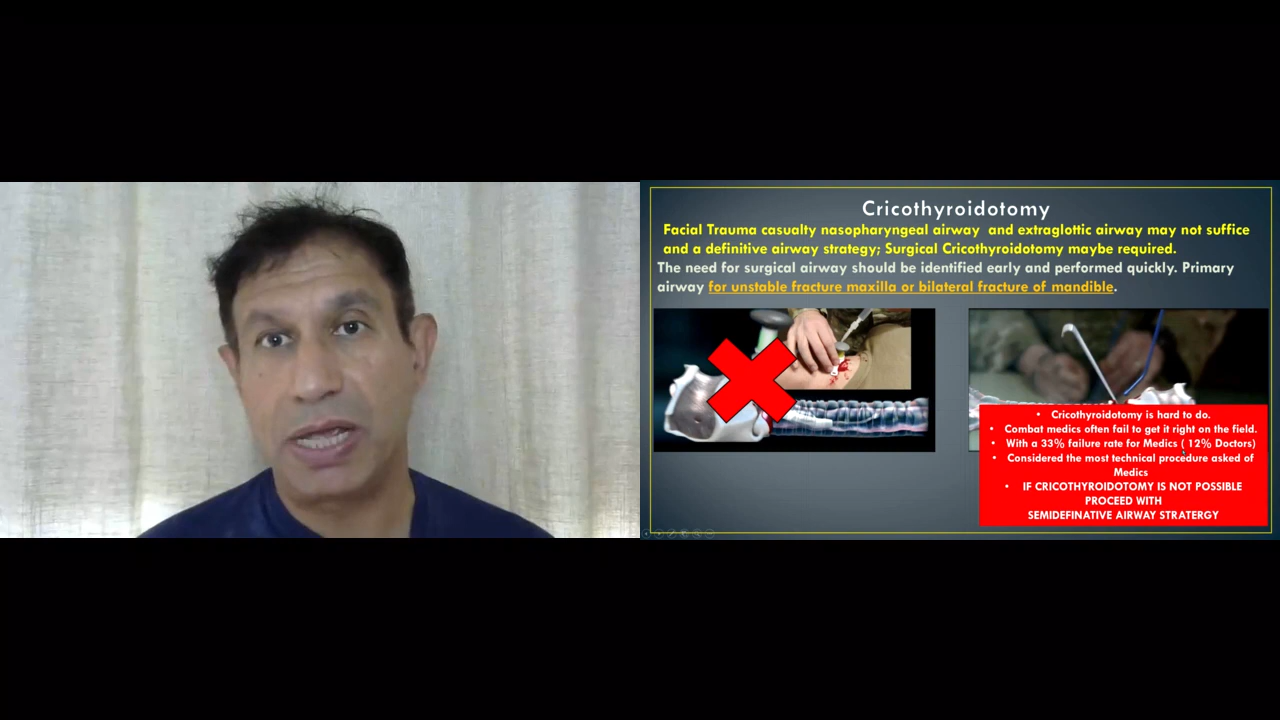 Cricothyroidotomy
Facial Trauma casualty nasopharyngeal airway and extraglottic airway may not suffice
and a definitive airway strategy; Surgical Cricothyroidotomy maybe required.
The need for surgical airway should be identified early and performed quickly. Primary
airway for unstable fracture maxilla or bilateral fracture of mandible.
• Cricothyroidotomy is hard to do.
• Combat medics often fail to get it right on the field.
• With a 33% failure rate for Medics ( 12% Doctors)
• Considered the most technical procedure asked of
Medics
• IF CRICOTHYROIDOTOMY IS NOT POSSIBLE
PROCEED WITH
SEMIDEFINATIVE AIRWAY STRATERGY